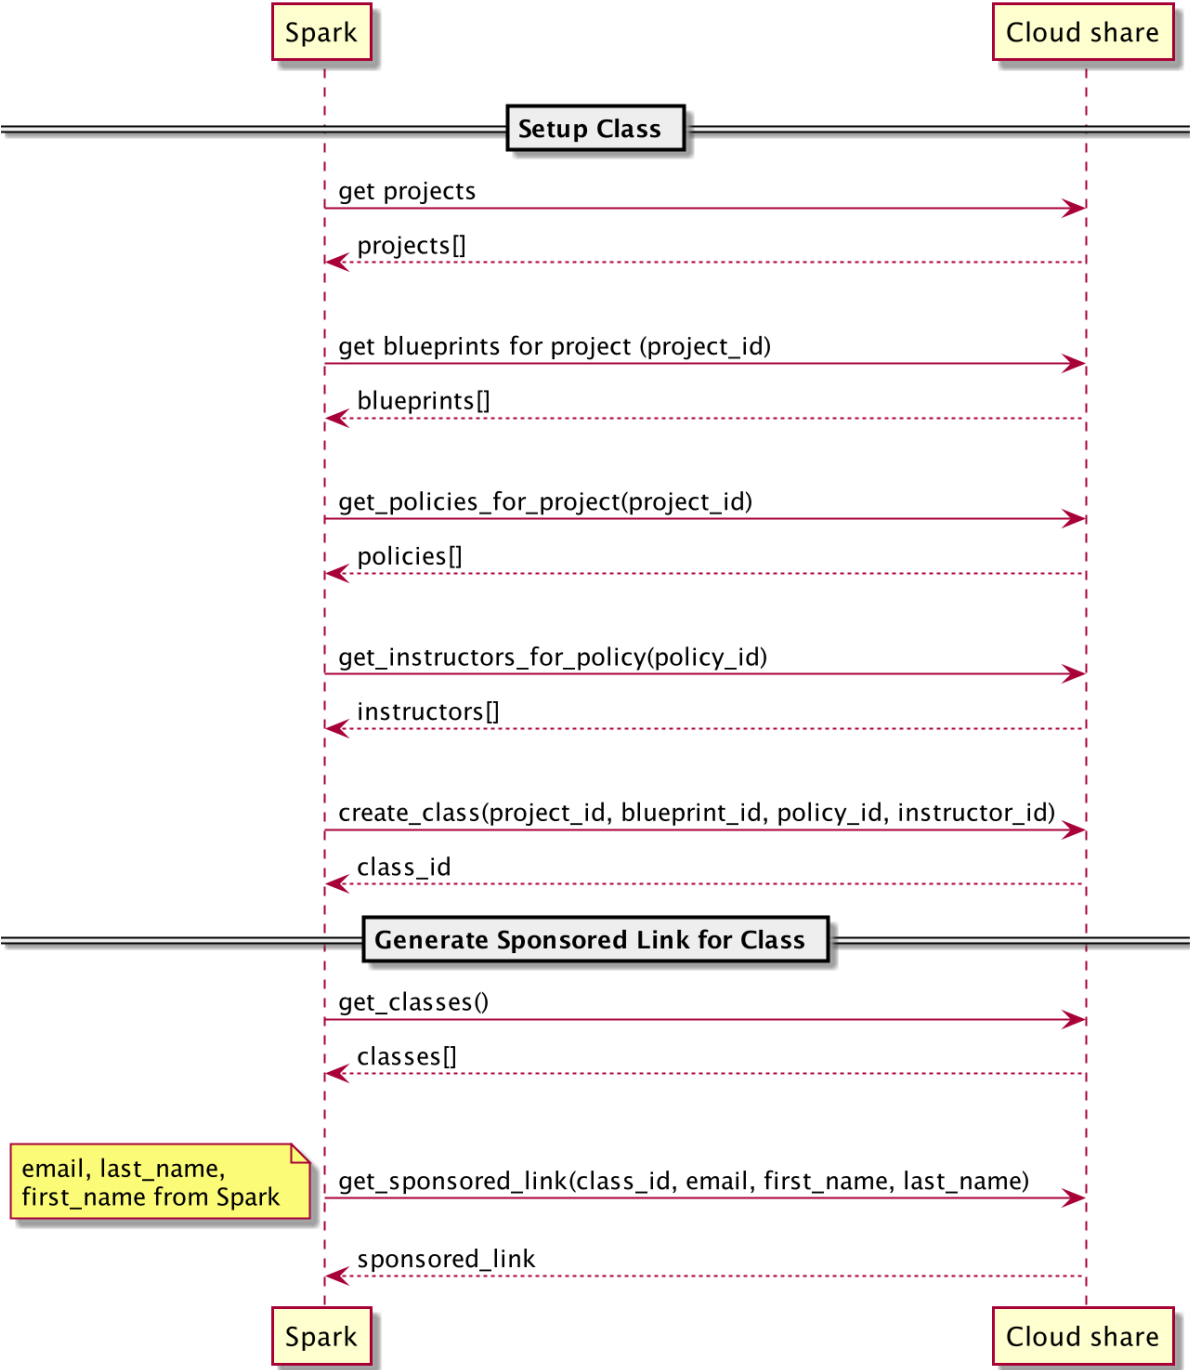 Spark
Cloud share
Setup Class
get projects
projects[]
get blueprints for project (project_id)
blueprints[]
get_policies_for_project(project_id)
policies[]
get_instructors_for_policy(policy_id)
instructors[]
create_class(project_id, blueprint_id, policy_id, instructor_id)
class_id
Generate Sponsored Link for Class
get_classes()
classes[]
email, last_name,
first_name from Spark
get_sponsored_link(class_id, email, first_name, last_name)
sponsored_link
Spark
Cloud share